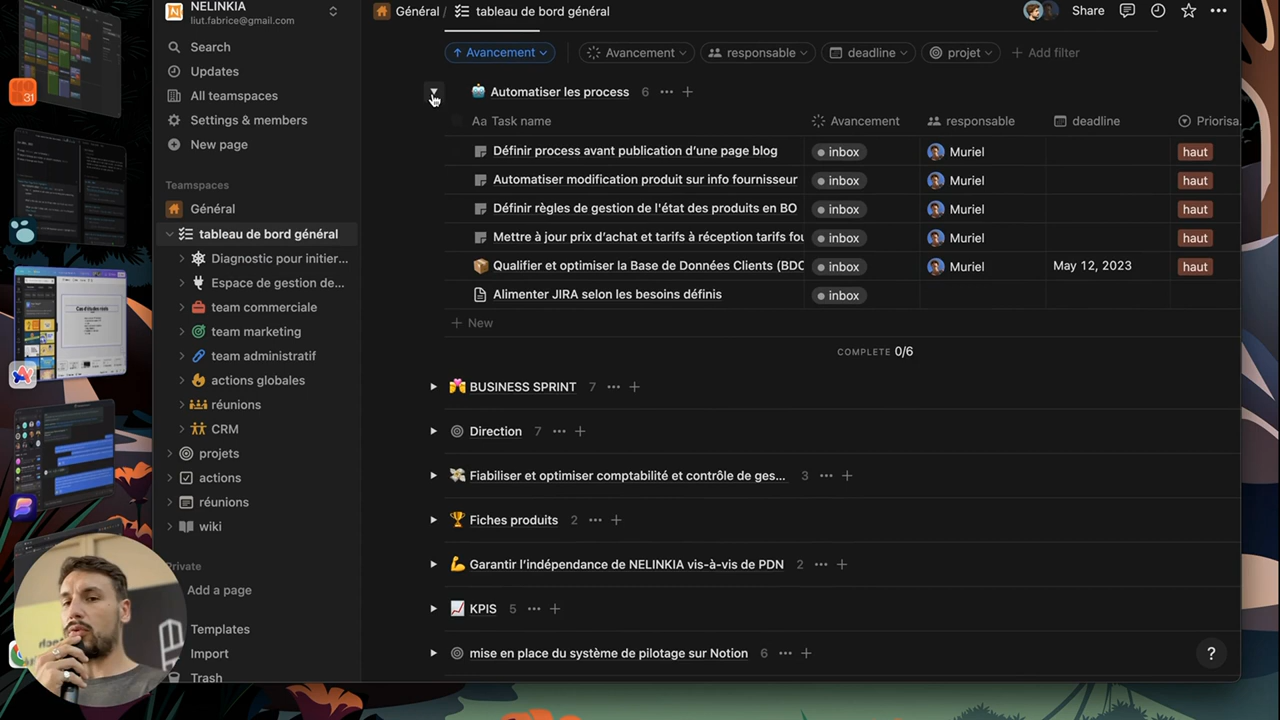 NELINKIA
liut.fabrice@gmail.com
Search
Updates
All teamspaces
Settings & members
New page
Teamspaces
Général
tableau de bord général
Diagnostic pour initier...
Espace de gestion de...
team commerciale
team marketing
team administratif
actions globales
réunions
CRM
projets
actions
réunions
wiki
Private
Add a page
Templates
Import
Trash
31
Général / tableau de bord général
Share
Avancement
Avancement
responsable
deadline
projet
Add filter
Automatiser les process 6
Aa Task name Avancement responsable deadline Priorisa
Définir process avant publication d'une page blog inbox Muriel haut
Automatiser modification produit sur info fournisseur inbox Muriel haut
Définir règles de gestion de l'état des produits en BO inbox Muriel haut
Mettre à jour prix d'achat et tarifs à réception tarifs fou inbox Muriel haut
Qualifier et optimiser la Base de Données Clients (BDC inbox Muriel May 12, 2023 haut
Alimenter JIRA selon les besoins définis inbox
New
COMPLETE 0/6
BUSINESS SPRINT 7
Direction 7
Fiabiliser et optimiser comptabilité et contrôle de ges... 3
Fiches produits 2
Garantir l'indépendance de NELINKIA vis-à-vis de PDN 2
KPIS 5
mise en place du système de pilotage sur Notion 6
?